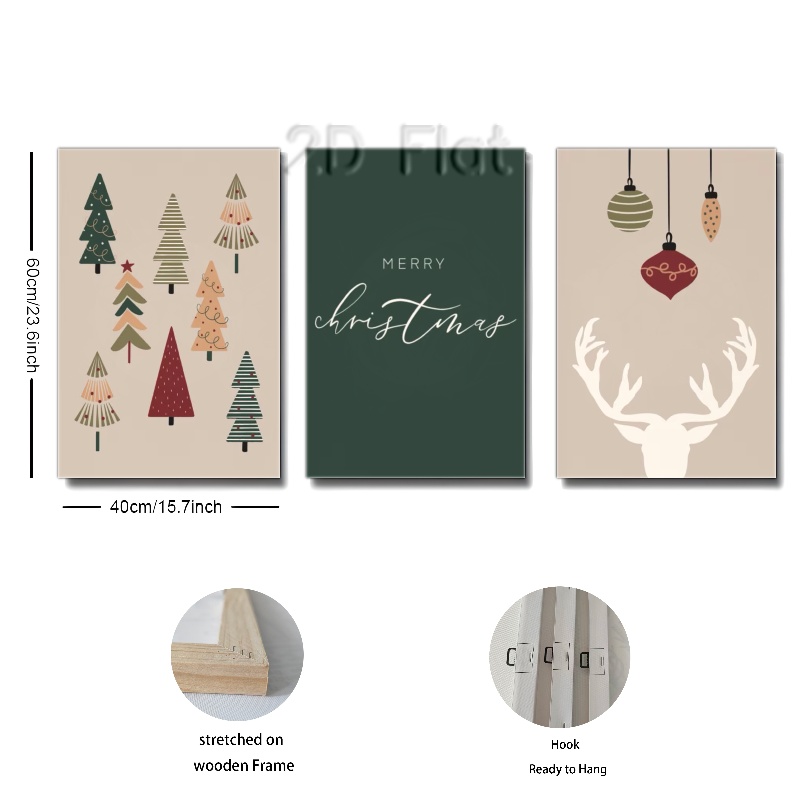 2D Flat
60cm/23.6inch
MERRY
christmas
40cm/15.7inch
stretched on
wooden Frame
Hook
Ready to Hang